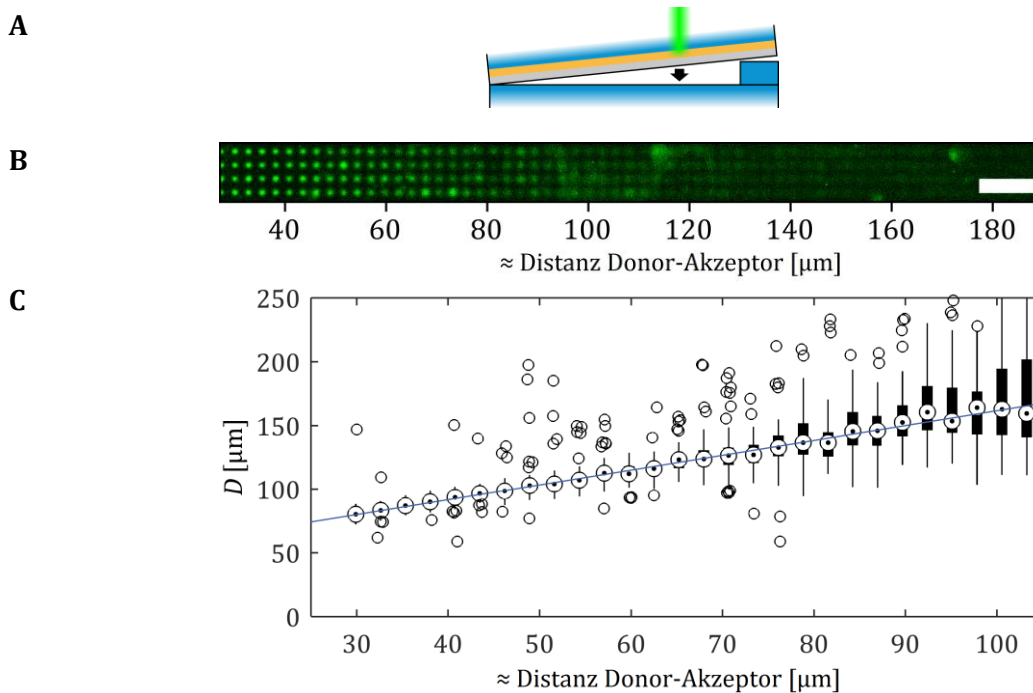 A
B
40 60 80 100 120 140 160 180
≈ Distanz Donor-Akzeptor [µm]
C
250
200
150
100
50
0
D [µm]
30 40 50 60 70 80 90 100
≈ Distanz Donor-Akzeptor [µm]